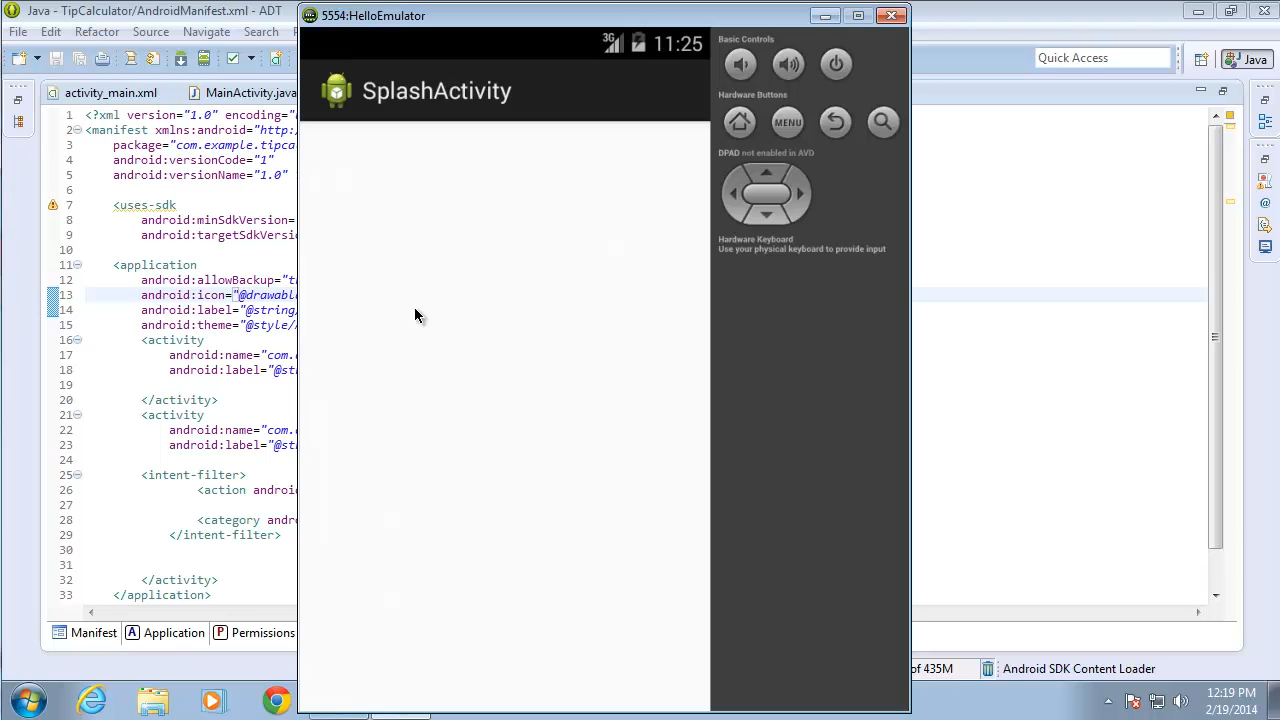 Java - TipCalculator/AndroidManifest.xml - ADT
5554:HelloEmulator
File Edit Refactor Source Navigate Search
Quick Access
Java
activity_main.xml
MainActivity.java
3G 11:25
SplashActivity
Basic Controls
Hardware Buttons
MENU
DPAD not enabled in AVD
Hardware Keyboard
Use your physical keyboard to provide input
1 <?xml version="1.0" encoding="
2 <manifest xmlns:android="http:
3 package="com.example.tipca
4 android:versionCode="1"
5 android:versionName="1.0"
6
7 <uses-sdk
8 android:minSdkVersion=
9 android:targetSdkVersi
10
11 <application
12 android:allowBackup="t
13 android:icon="@drawabl
14 android:label="@string
15 android:theme="@style/
16 <activity
17 android:name="com.
18 android:label="@st
19
20 </activity>
21 <activity
22 android:name="com.
23 android:label="@st
24
25 <intent-filter>
26 <action androi
27
28 <category andr
29 </intent-filter>
30
31
32 </activity>
33 </application>
Manifest A Application P Permissions
of 435M
Android SDK Content Loader
12:19 PM
2/19/2014